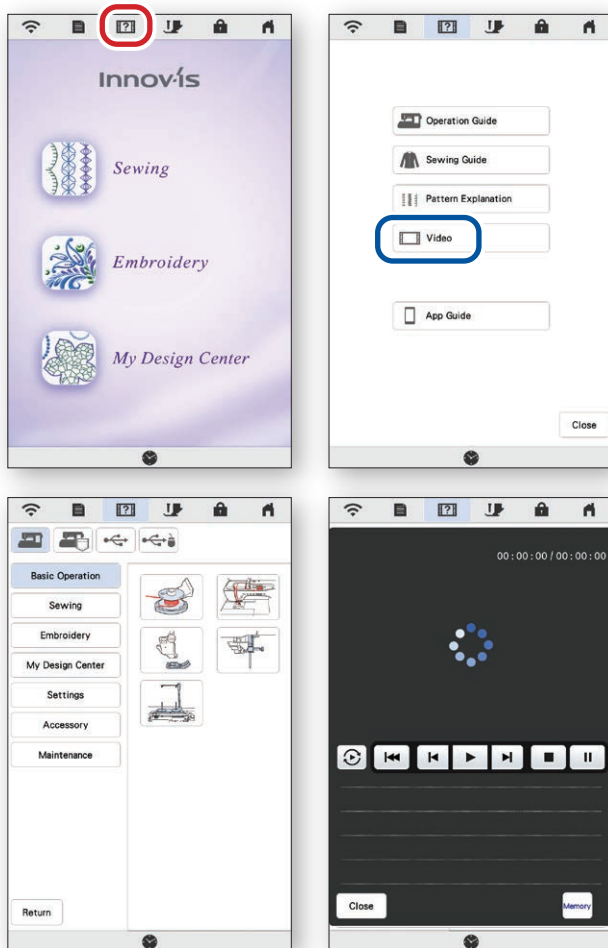 Innov-ís
Sewing
Embroidery
My Design Center
Operation Guide
Sewing Guide
Pattern Explanation
Video
App Guide
Close
Basic Operation
Sewing
Embroidery
My Design Center
Settings
Accessory
Maintenance
Return
00:00:00/00:00:00
Close
Memory